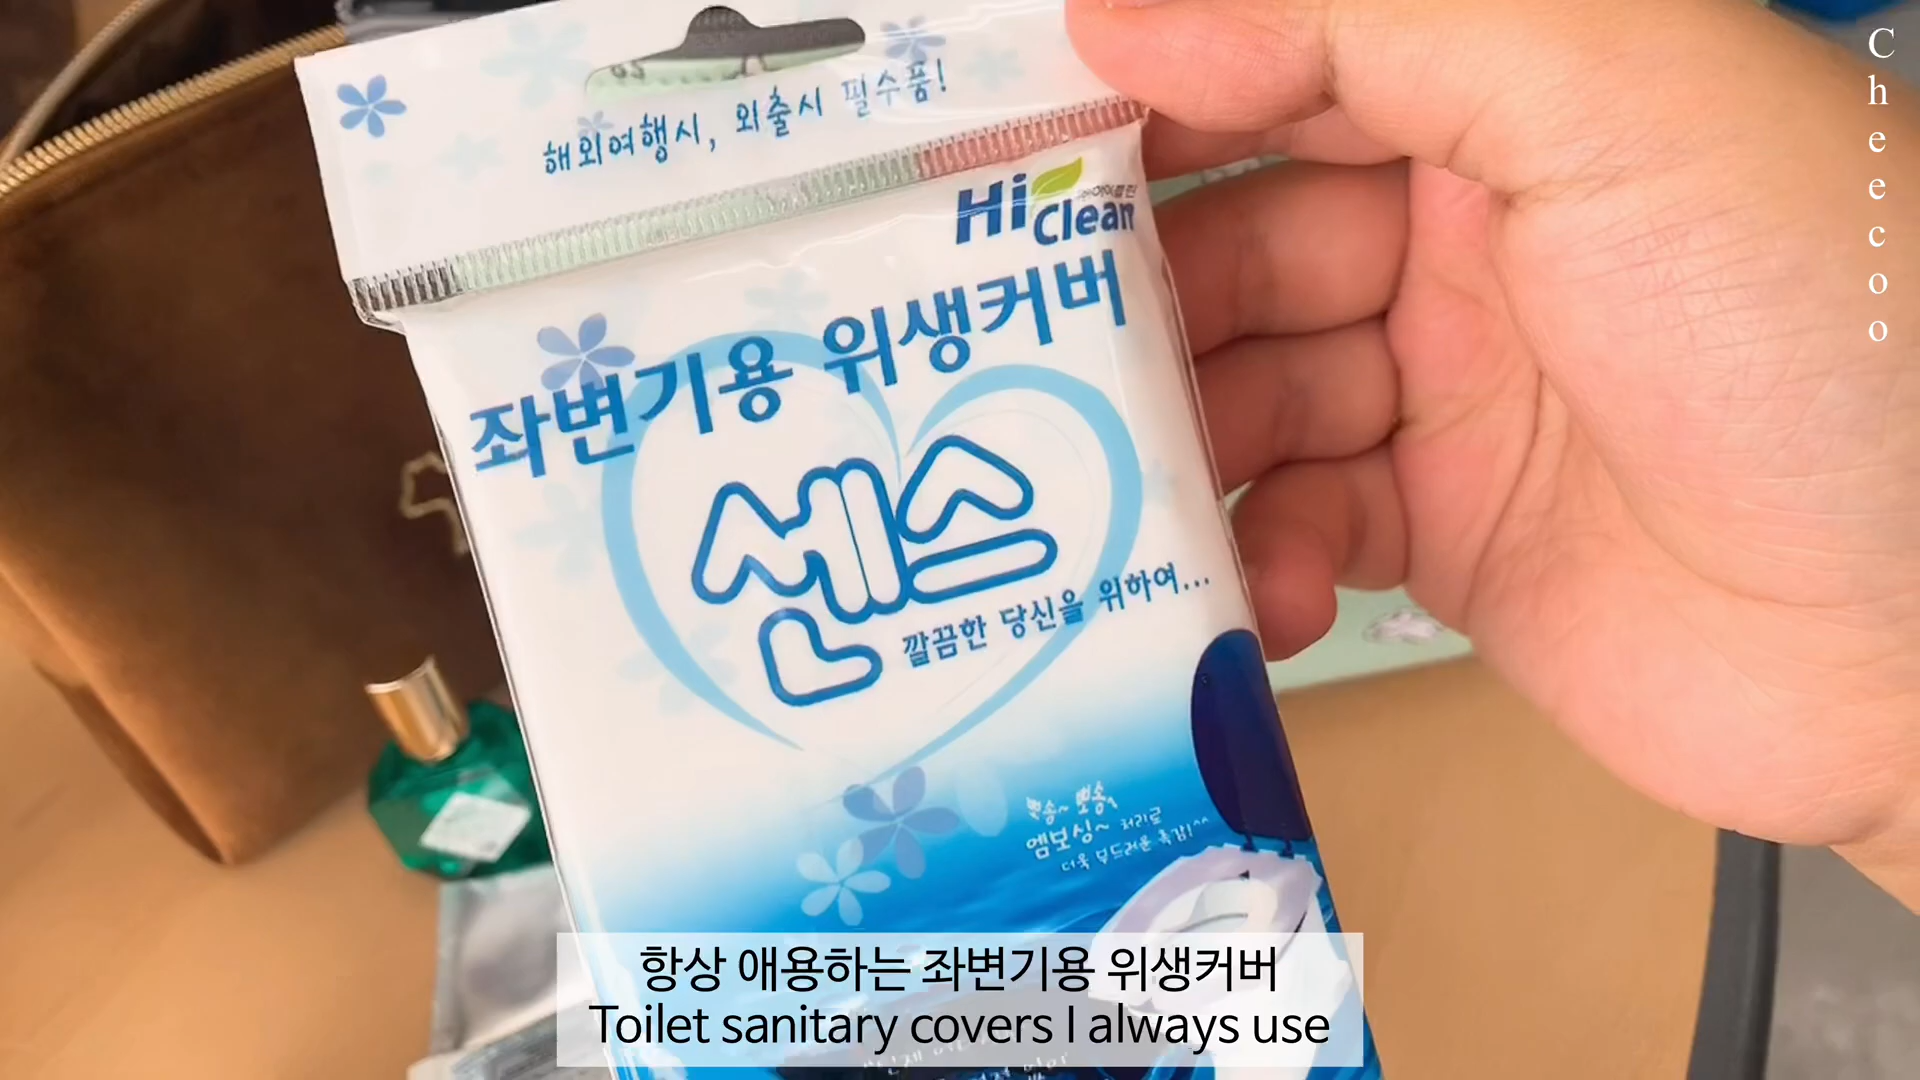 해외여행시, 외출시 필수품!
Hi Clean
좌변기용 위생커버
센스
깔끔한 당신을 위하여...
뽀송~ 뽀송~
엠보싱~ 처리로
더욱 부드러운 촉감!^^
항상 애용하는 좌변기용 위생커버
Toilet sanitary covers I always use
Cheecoo